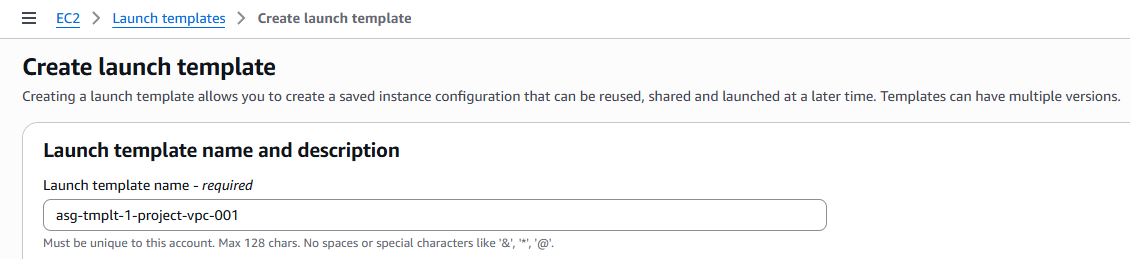 EC2 > Launch templates > Create launch template
Create launch template
Creating a launch template allows you to create a saved instance configuration that can be reused, shared and launched at a later time. Templates can have multiple versions.
Launch template name and description
Launch template name - required
asg-tmplt-1-project-vpc-001
Must be unique to this account. Max 128 chars. No spaces or special characters like '&', '*', '@'.